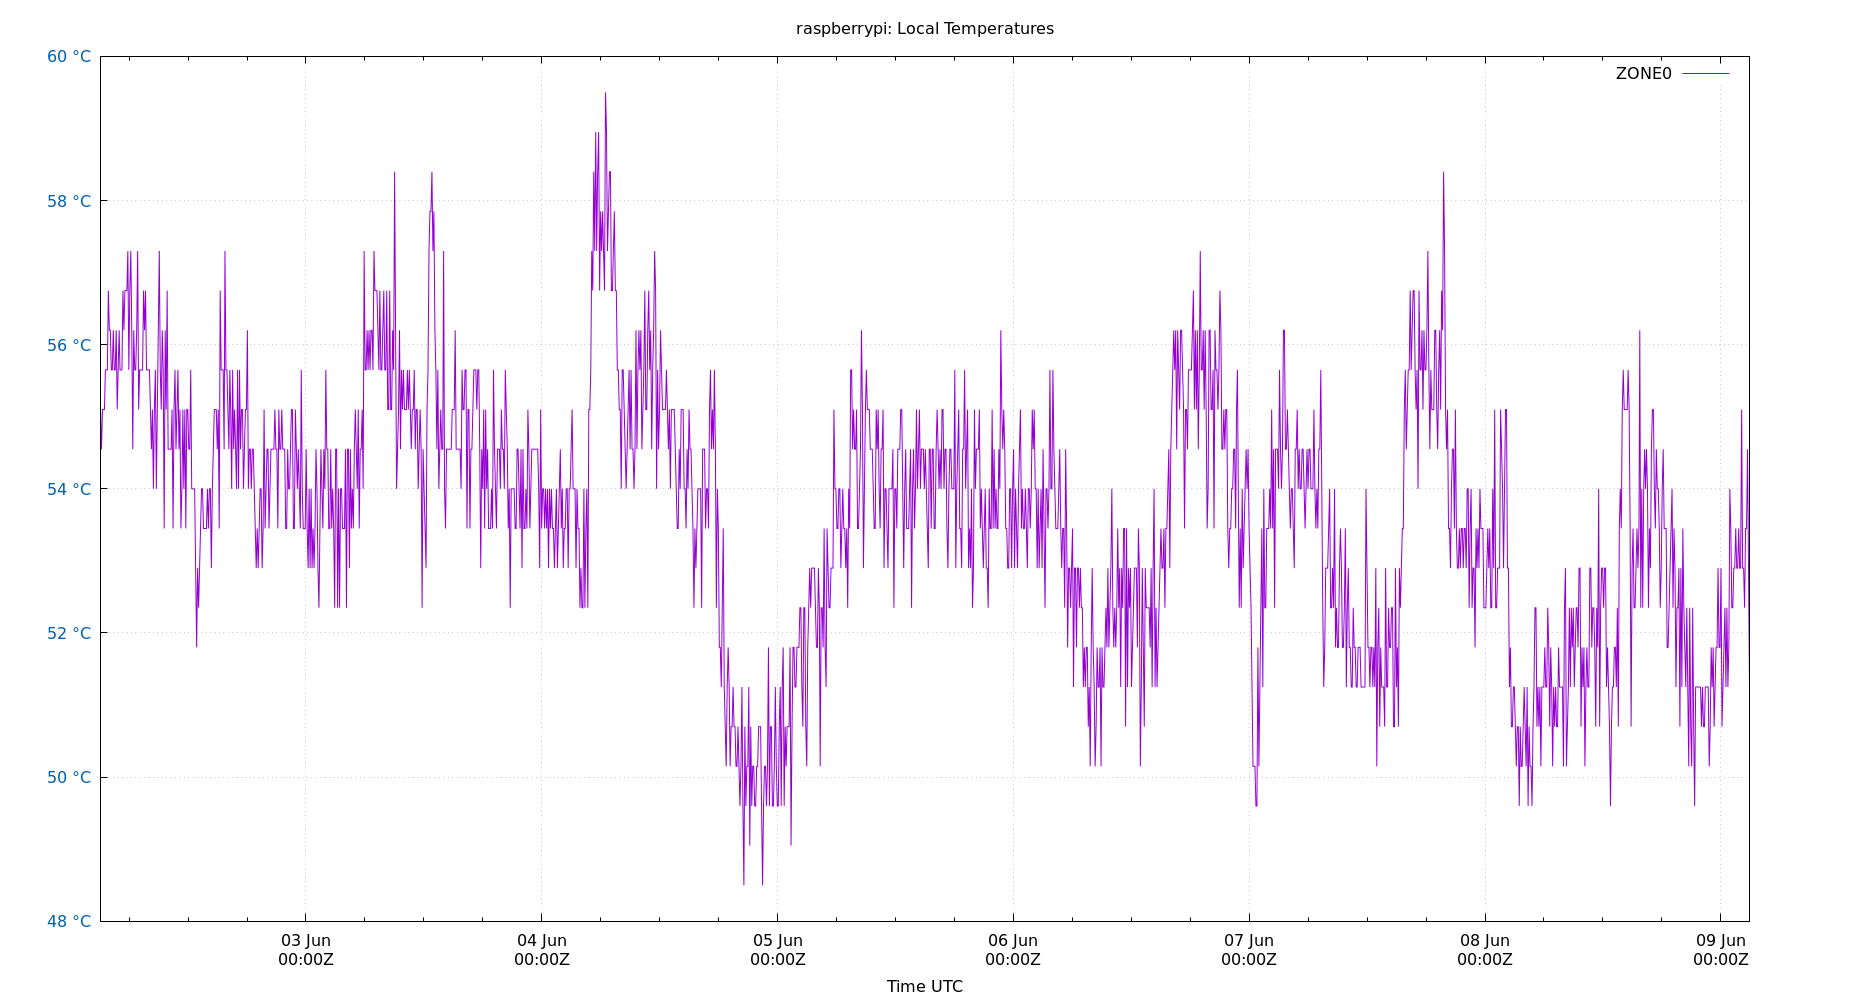 raspberrypi: Local Temperatures
60 °C
ZONE0
58 °C
56 °C
54 °C
52 °C
50 °C
48 °C
03 Jun 04 Jun 05 Jun 06 Jun 07 Jun 08 Jun 09 Jun
00:00Z 00:00Z 00:00Z 00:00Z 00:00Z 00:00Z 00:00Z
Time UTC